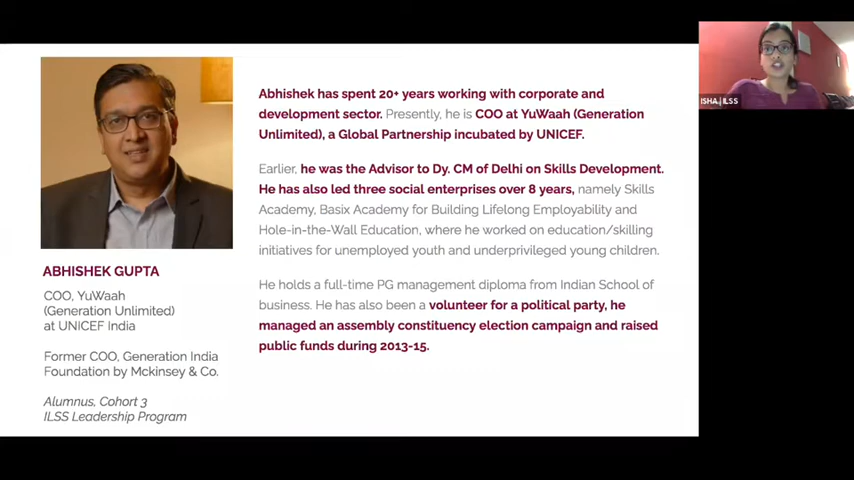 Abhishek has spent 20+ years working with corporate and
development sector. Presently, he is COO at YuWaah (Generation
Unlimited), a Global Partnership incubated by UNICEF.
Earlier, he was the Advisor to Dy. CM of Delhi on Skills Development.
He has also led three social enterprises over 8 years, namely Skills
Academy, Basix Academy for Building Lifelong Employability and
Hole-in-the-Wall Education, where he worked on education/skilling
initiatives for unemployed youth and underprivileged young children.
He holds a full-time PG management diploma from Indian School of
business. He has also been a volunteer for a political party, he
managed an assembly constituency election campaign and raised
public funds during 2013-15.
ABHISHEK GUPTA
COO, YuWaah
(Generation Unlimited)
at UNICEF India
Former COO, Generation India
Foundation by Mckinsey & Co.
Alumnus, Cohort 3
ILSS Leadership Program
ISHA | ILSS